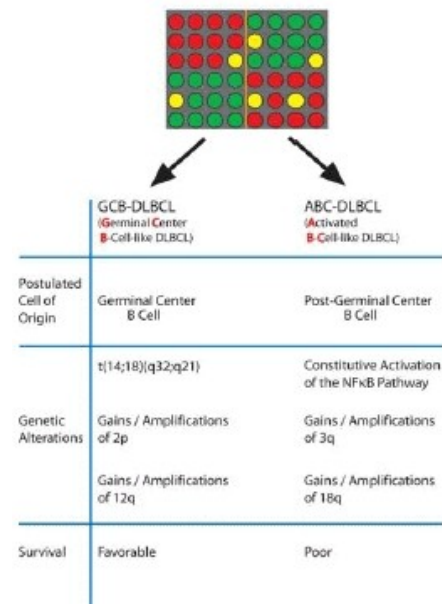 GCB-DLBCL
(Germinal Center
B-Cell-like DLBCL)
ABC-DLBCL
(Activated
B-Cell-like DLBCL)
Postulated
Cell of
Origin
Germinal Center
B Cell
Post-Germinal Center
B Cell
Genetic
Alterations
t(14;18)(q32;q21)
Constitutive Activation
of the NFκB Pathway
Gains / Amplifications
of 2p
Gains / Amplifications
of 3q
Gains / Amplifications
of 12q
Gains / Amplifications
of 18q
Survival
Favorable
Poor